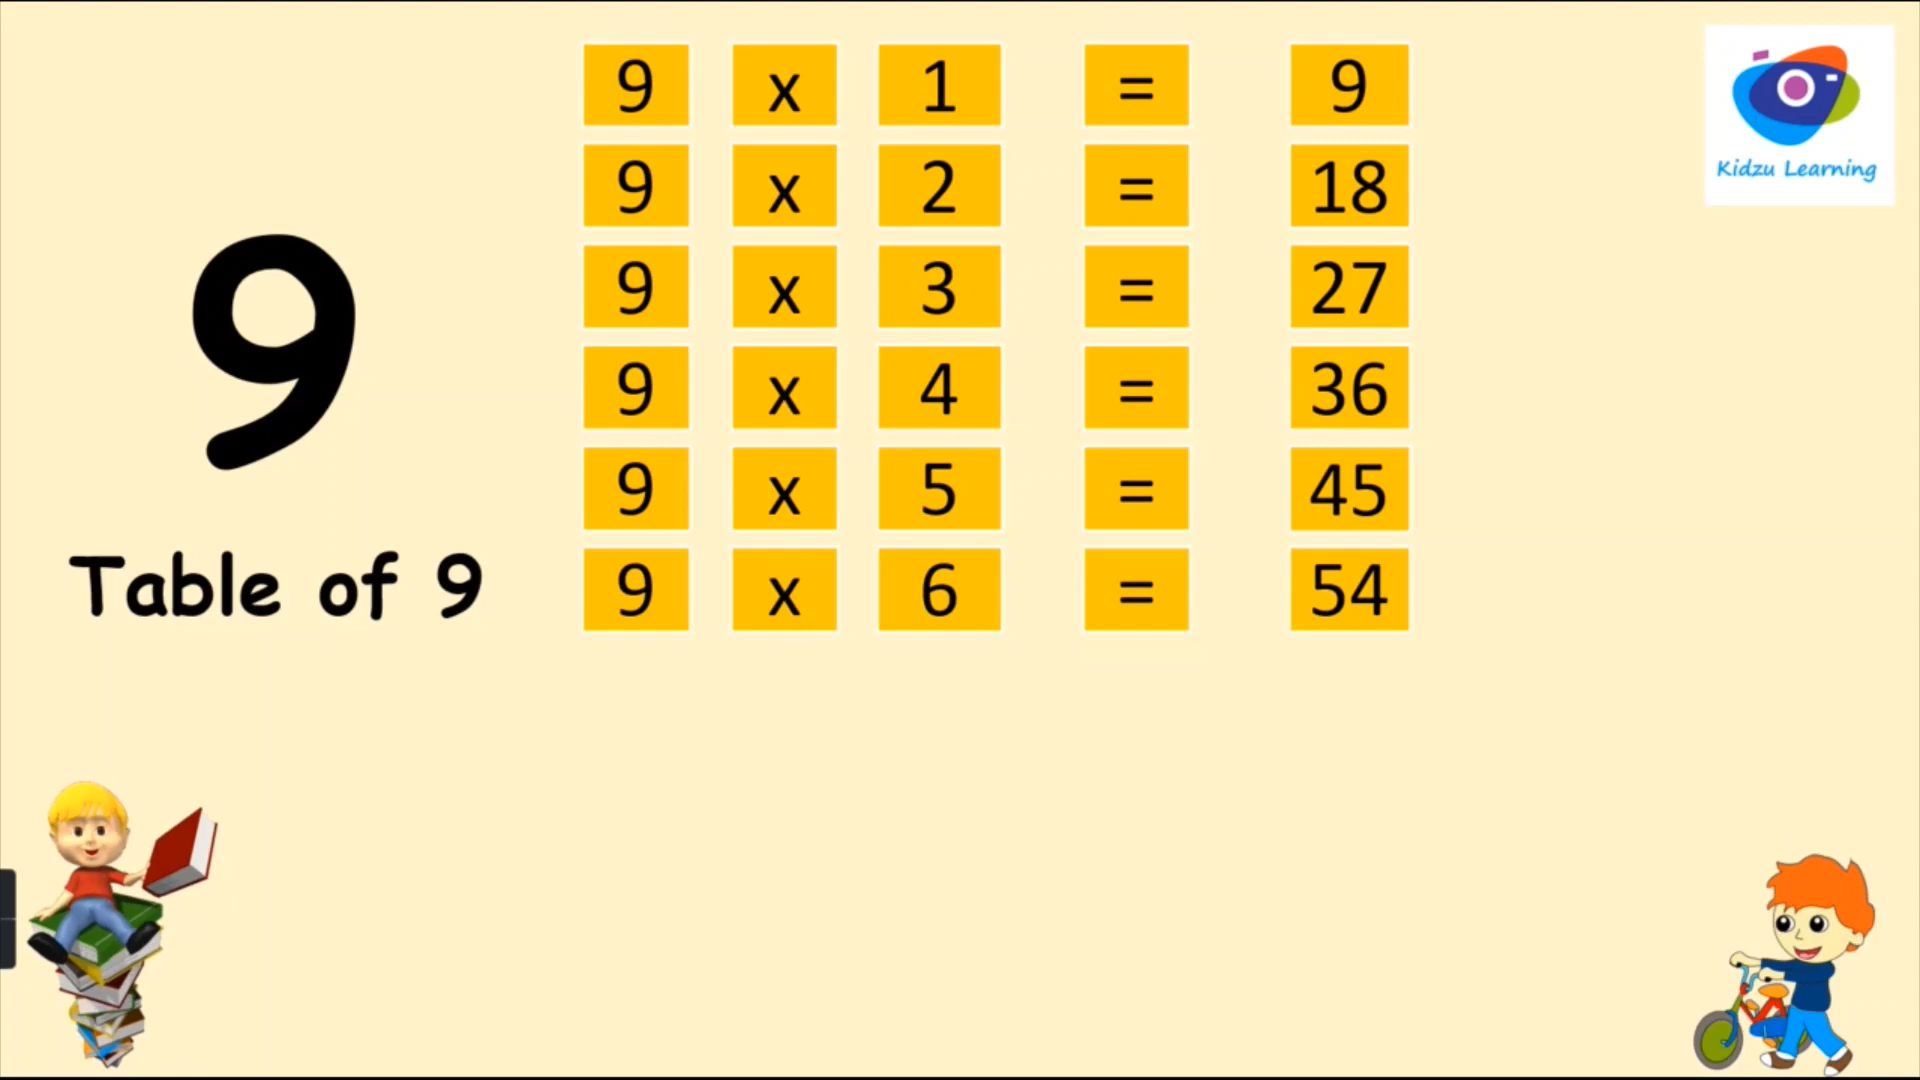 9 x 1 = 9
9 x 2 = 18
9 x 3 = 27
9 x 4 = 36
9 x 5 = 45
9 x 6 = 54
9
Table of 9
Kidzu Learning